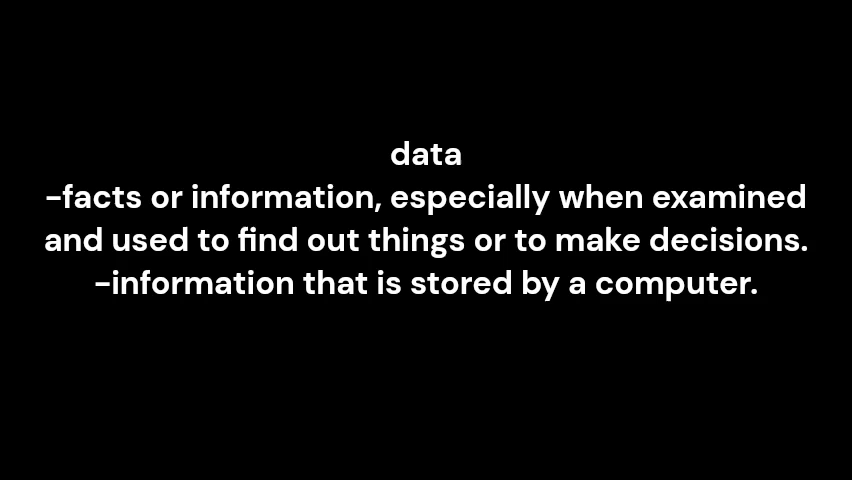 data
-facts or information, especially when examined
and used to find out things or to make decisions.
-information that is stored by a computer.